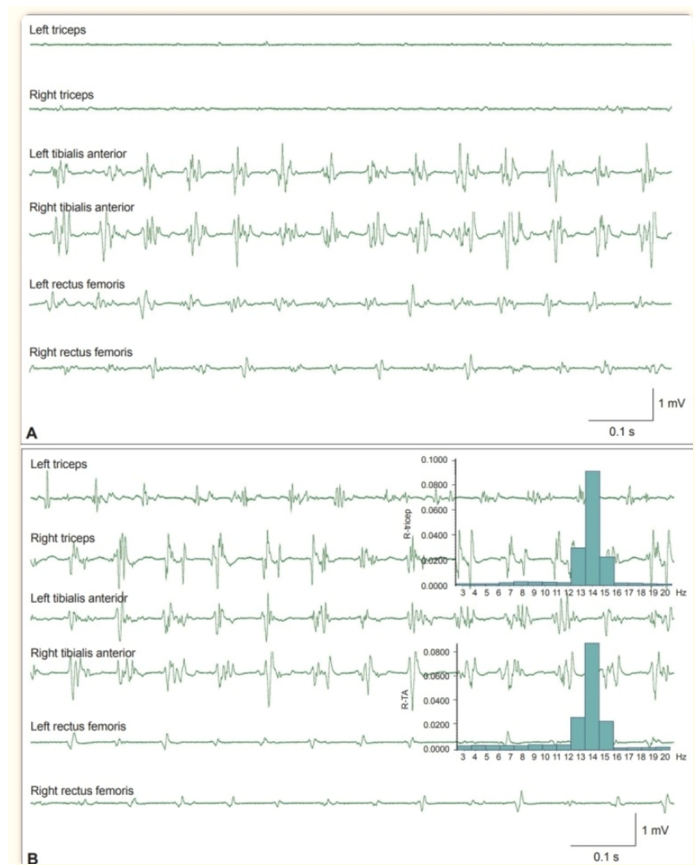 Left triceps
Right triceps
Left tibialis anterior
Right tibialis anterior
Left rectus femoris
Right rectus femoris
1 mV
0.1 s
A
Left triceps
0.1000
0.0800
0.0600
R-tricep
0.0400
0.0200
0.0000
3 4 5 6 7 8 9 10 11 12 13 14 15 16 17 18 19 20 Hz
Right triceps
Left tibialis anterior
Right tibialis anterior
0.0800
0.0600
R-TA
0.0400
0.0200
0.0000
3 4 5 6 7 8 9 10 11 12 13 14 15 16 17 18 19 20 Hz
Left rectus femoris
Right rectus femoris
1 mV
0.1 s
B